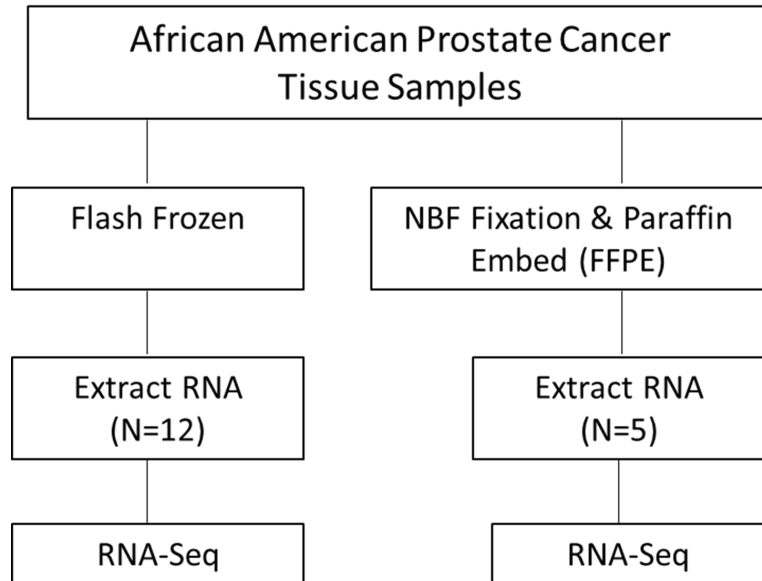 African American Prostate Cancer
Tissue Samples
Flash Frozen
NBF Fixation & Paraffin
Embed (FFPE)
Extract RNA
(N=12)
Extract RNA
(N=5)
RNA-Seq
RNA-Seq